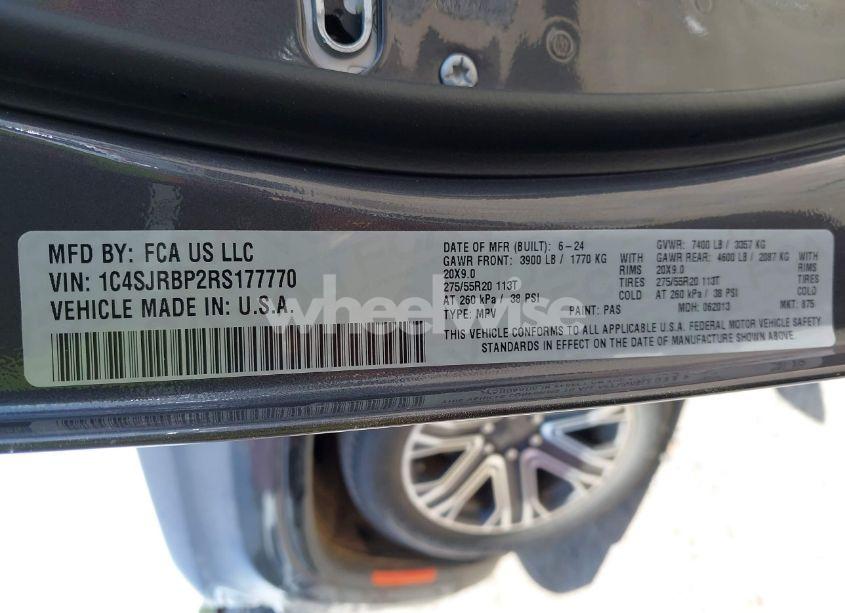 MFD BY: FCA US LLC
VIN: 1C4SJRBP2RS177770
VEHICLE MADE IN: U.S.A.
DATE OF MFR (BUILT): 6-24 GVWR: 7400 LB / 3357 KG
GAWR FRONT: 3900 LB / 1770 KG WITH GAWR REAR: 4600 LB / 2087 KG WITH
20X9.0 RIMS 20X9.0 RIMS
275/55R20 113T TIRES 275/55R20 113T TIRES
AT 260 kPa / 38 PSI COLD AT 260 kPa / 38 PSI COLD
TYPE: MPV PAINT: PAS MDH: 062013 MKT: 875
THIS VEHICLE CONFORMS TO ALL APPLICABLE U.S.A. FEDERAL MOTOR VEHICLE SAFETY
STANDARDS IN EFFECT ON THE DATE OF MANUFACTURE SHOWN ABOVE.
wheelwise